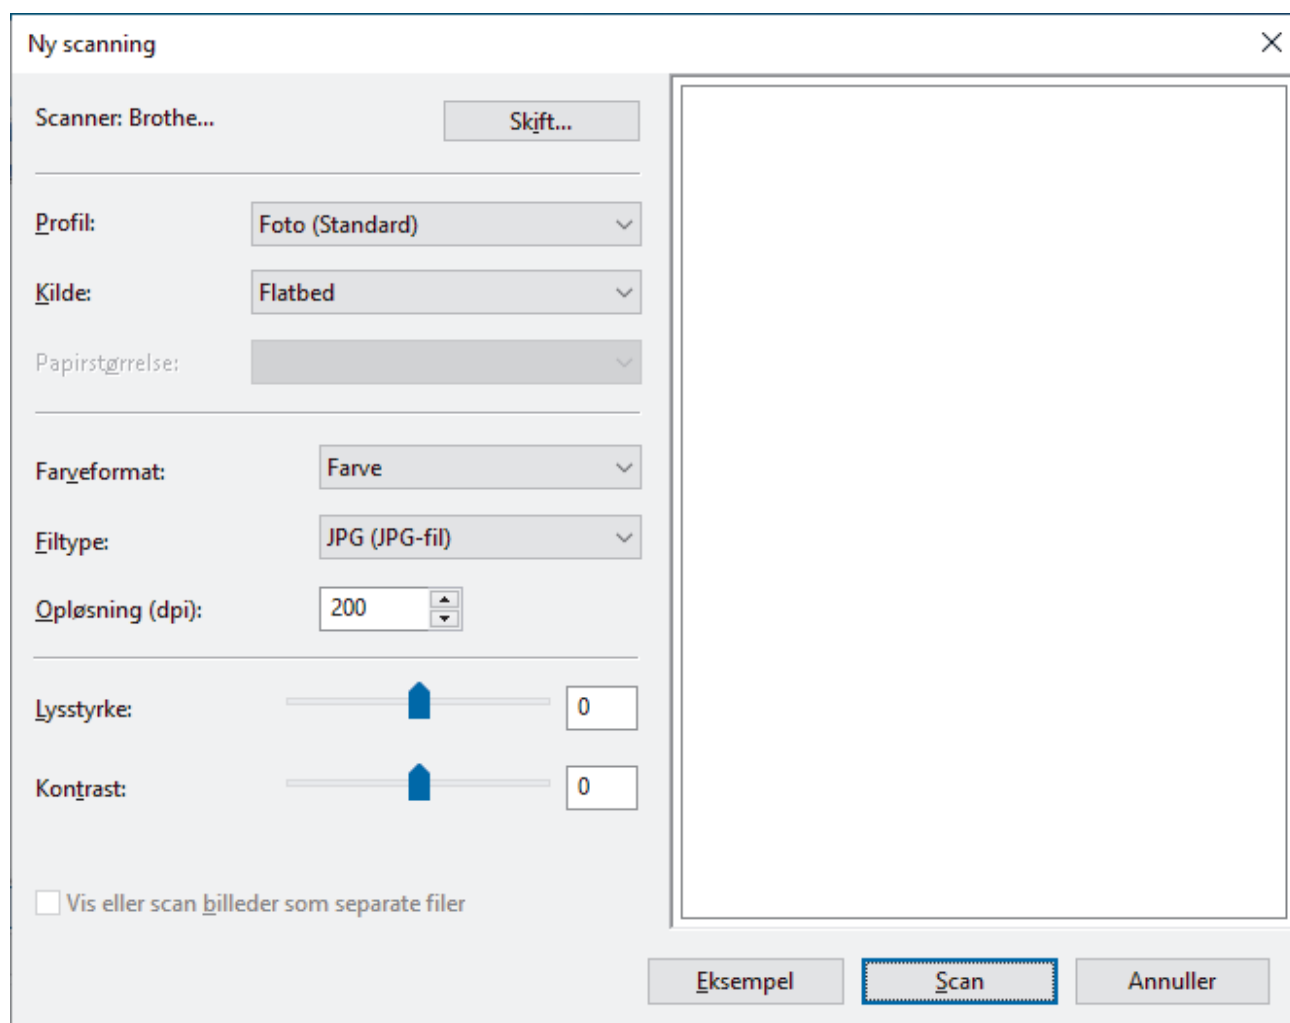 Ny scanning
Scanner: Brothe...
Skift...
Profil:
Foto (Standard)
Kilde:
Flatbed
Papirstørrelse:
Farveformat:
Farve
Filtype:
JPG (JPG-fil)
Opløsning (dpi):
200
Lysstyrke:
0
Kontrast:
0
Vis eller scan billeder som separate filer
Eksempel
Scan
Annuller